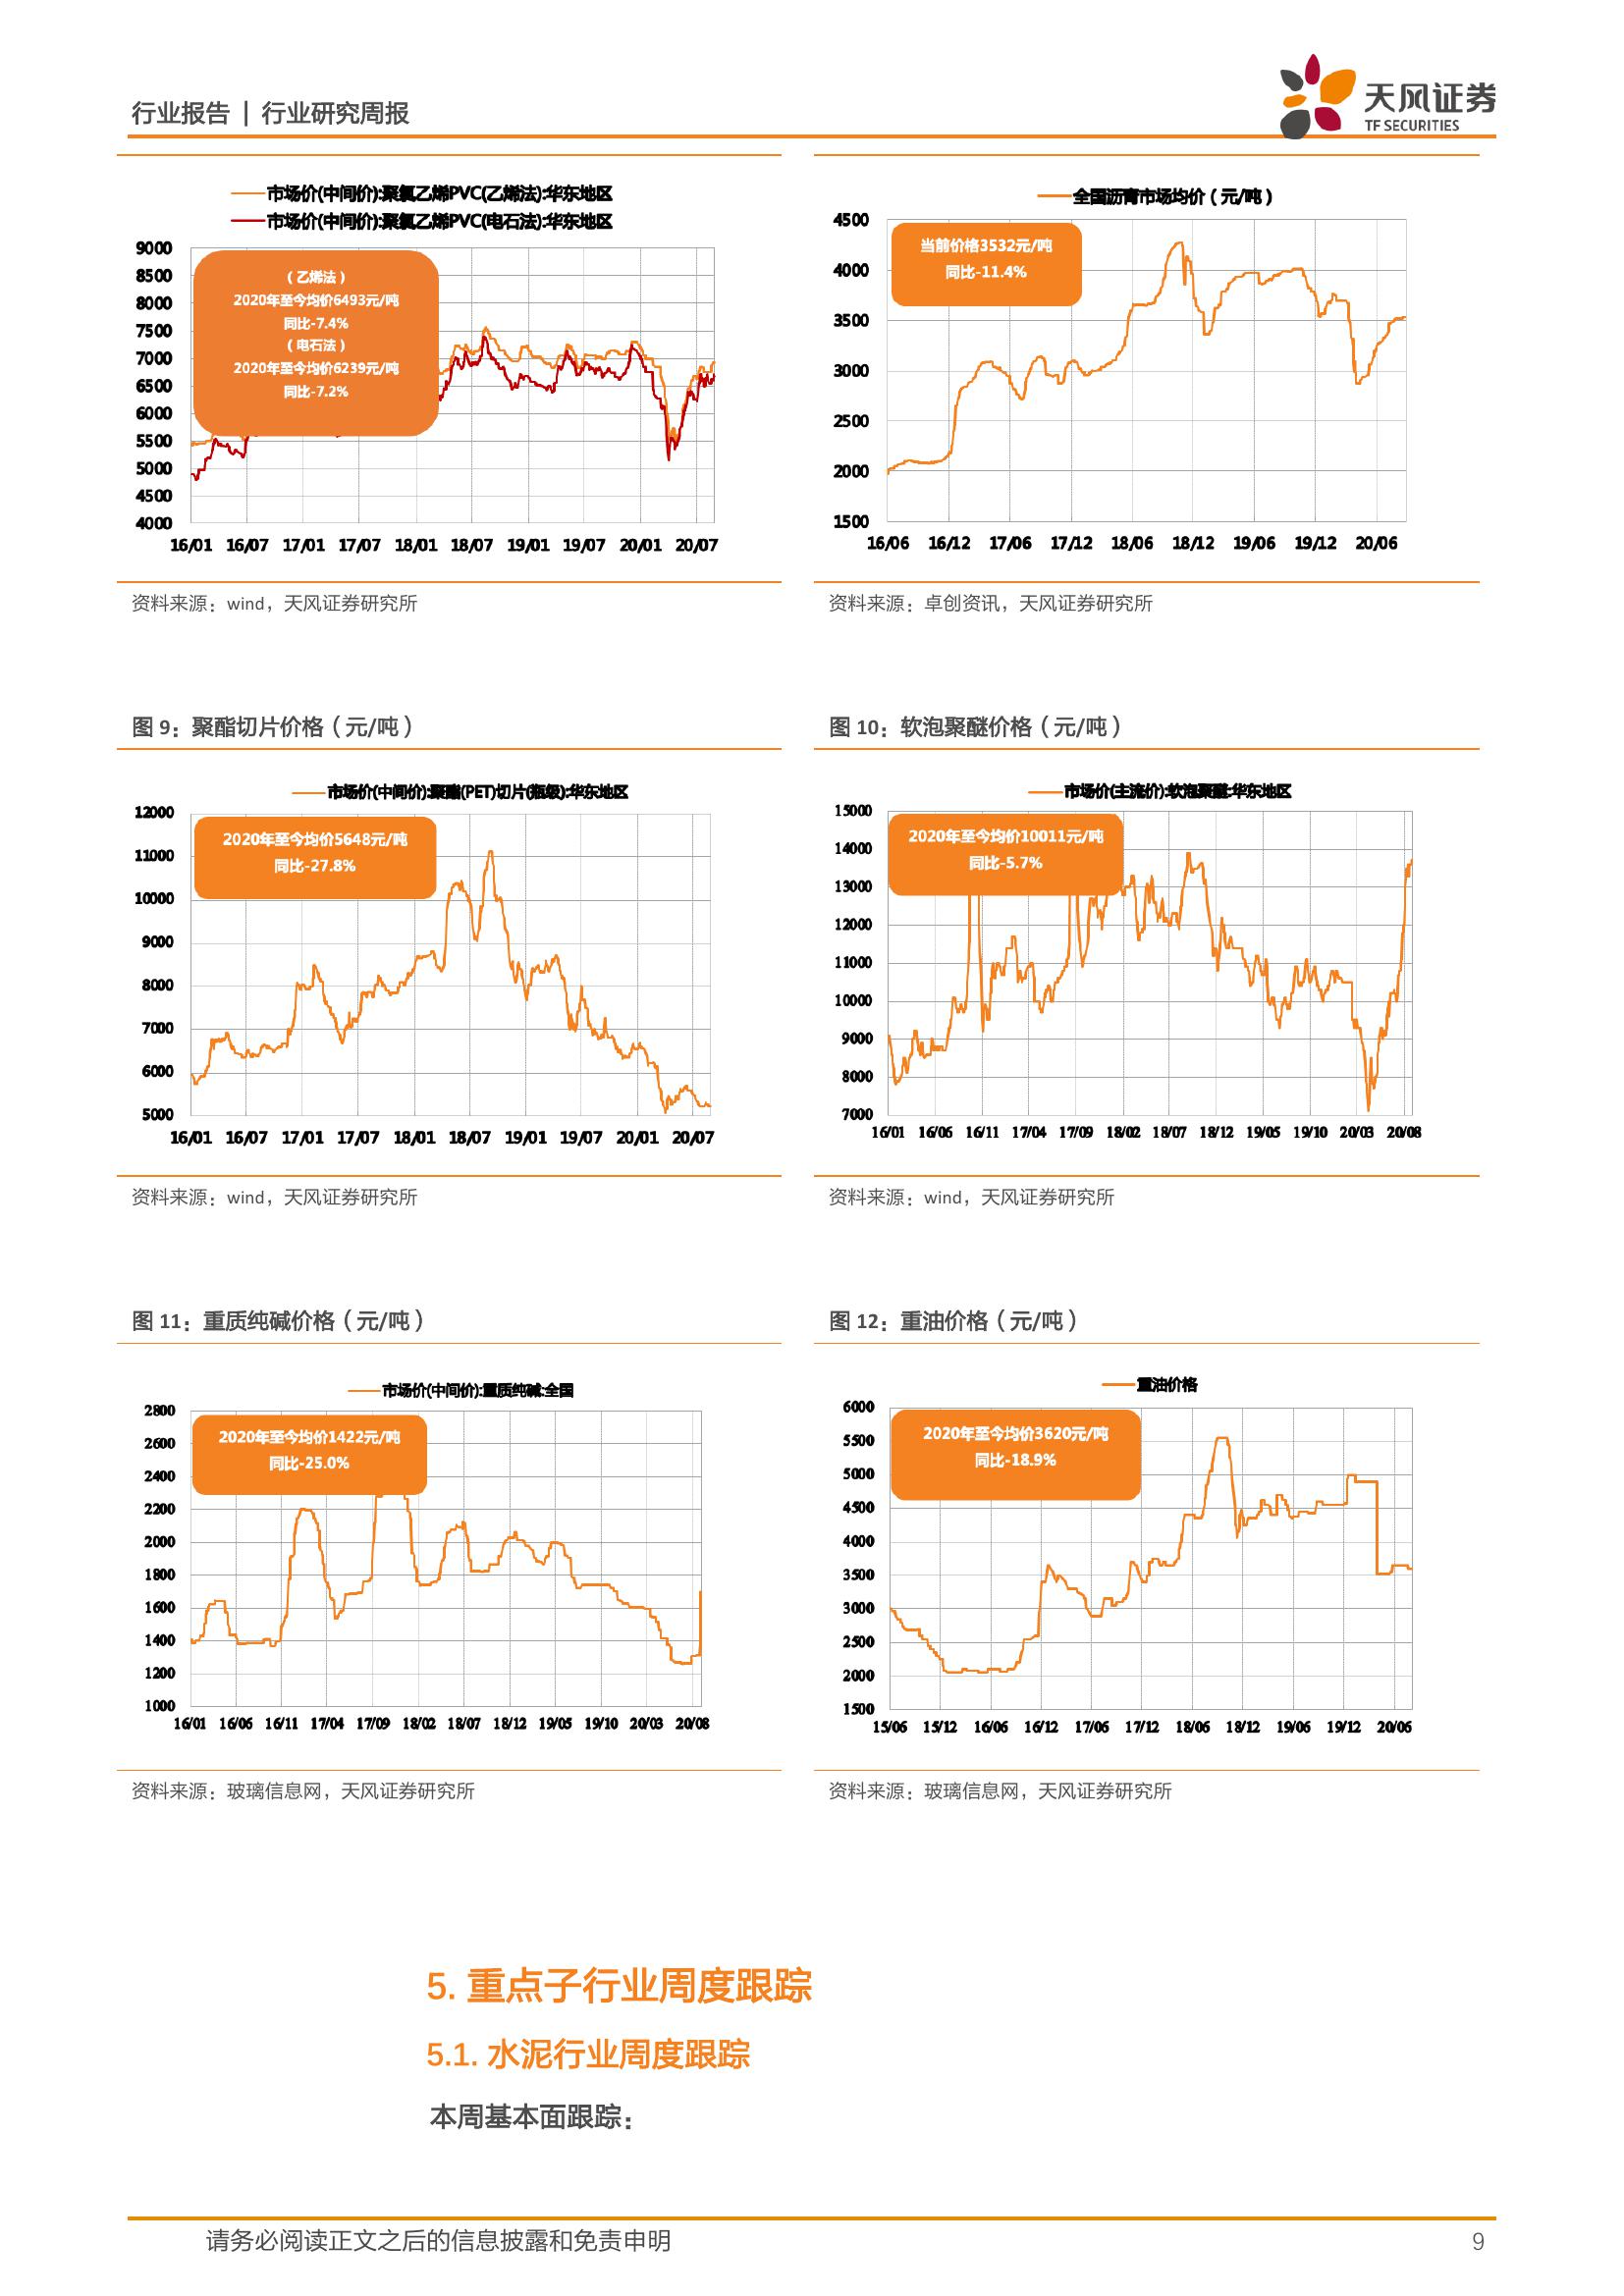 行业报告 | 行业研究周报
天风证券
TF SECURITIES
市场价(中间价):聚氯乙烯PVC(乙烯法):华东地区
市场价(中间价):聚氯乙烯PVC(电石法):华东地区
9000
8500
8000
7500
7000
6500
6000
5500
5000
4500
4000
（乙烯法）
2020年至今均价6493元/吨
同比-7.4%
（电石法）
2020年至今均价6239元/吨
同比-7.2%
16/01 16/07 17/01 17/07 18/01 18/07 19/01 19/07 20/01 20/07
资料来源：wind，天风证券研究所
全国沥青市场均价（元/吨）
4500
4000
3500
3000
2500
2000
1500
当前价格3532元/吨
同比-11.4%
16/06 16/12 17/06 17/12 18/06 18/12 19/06 19/12 20/06
资料来源：卓创资讯，天风证券研究所
图 9：聚酯切片价格（元/吨）
市场价(中间价):聚酯(PET)切片(瓶级):华东地区
12000
11000
10000
9000
8000
7000
6000
5000
2020年至今均价5648元/吨
同比-27.8%
16/01 16/07 17/01 17/07 18/01 18/07 19/01 19/07 20/01 20/07
资料来源：wind，天风证券研究所
图 10：软泡聚醚价格（元/吨）
市场价(主流价):软泡聚醚:华东地区
15000
14000
13000
12000
11000
10000
9000
8000
7000
2020年至今均价10011元/吨
同比-5.7%
16/01 16/06 16/11 17/04 17/09 18/02 18/07 18/12 19/05 19/10 20/03 20/08
资料来源：wind，天风证券研究所
图 11：重质纯碱价格（元/吨）
市场价(中间价):重质纯碱:全国
2800
2600
2400
2200
2000
1800
1600
1400
1200
1000
2020年至今均价1422元/吨
同比-25.0%
16/01 16/06 16/11 17/04 17/09 18/02 18/07 18/12 19/05 19/10 20/03 20/08
资料来源：玻璃信息网，天风证券研究所
图 12：重油价格（元/吨）
重油价格
6000
5500
5000
4500
4000
3500
3000
2500
2000
1500
2020年至今均价3620元/吨
同比-18.9%
15/06 15/12 16/06 16/12 17/06 17/12 18/06 18/12 19/06 19/12 20/06
资料来源：玻璃信息网，天风证券研究所
5. 重点子行业周度跟踪
5.1. 水泥行业周度跟踪
本周基本面跟踪：
请务必阅读正文之后的信息披露和免责申明
9